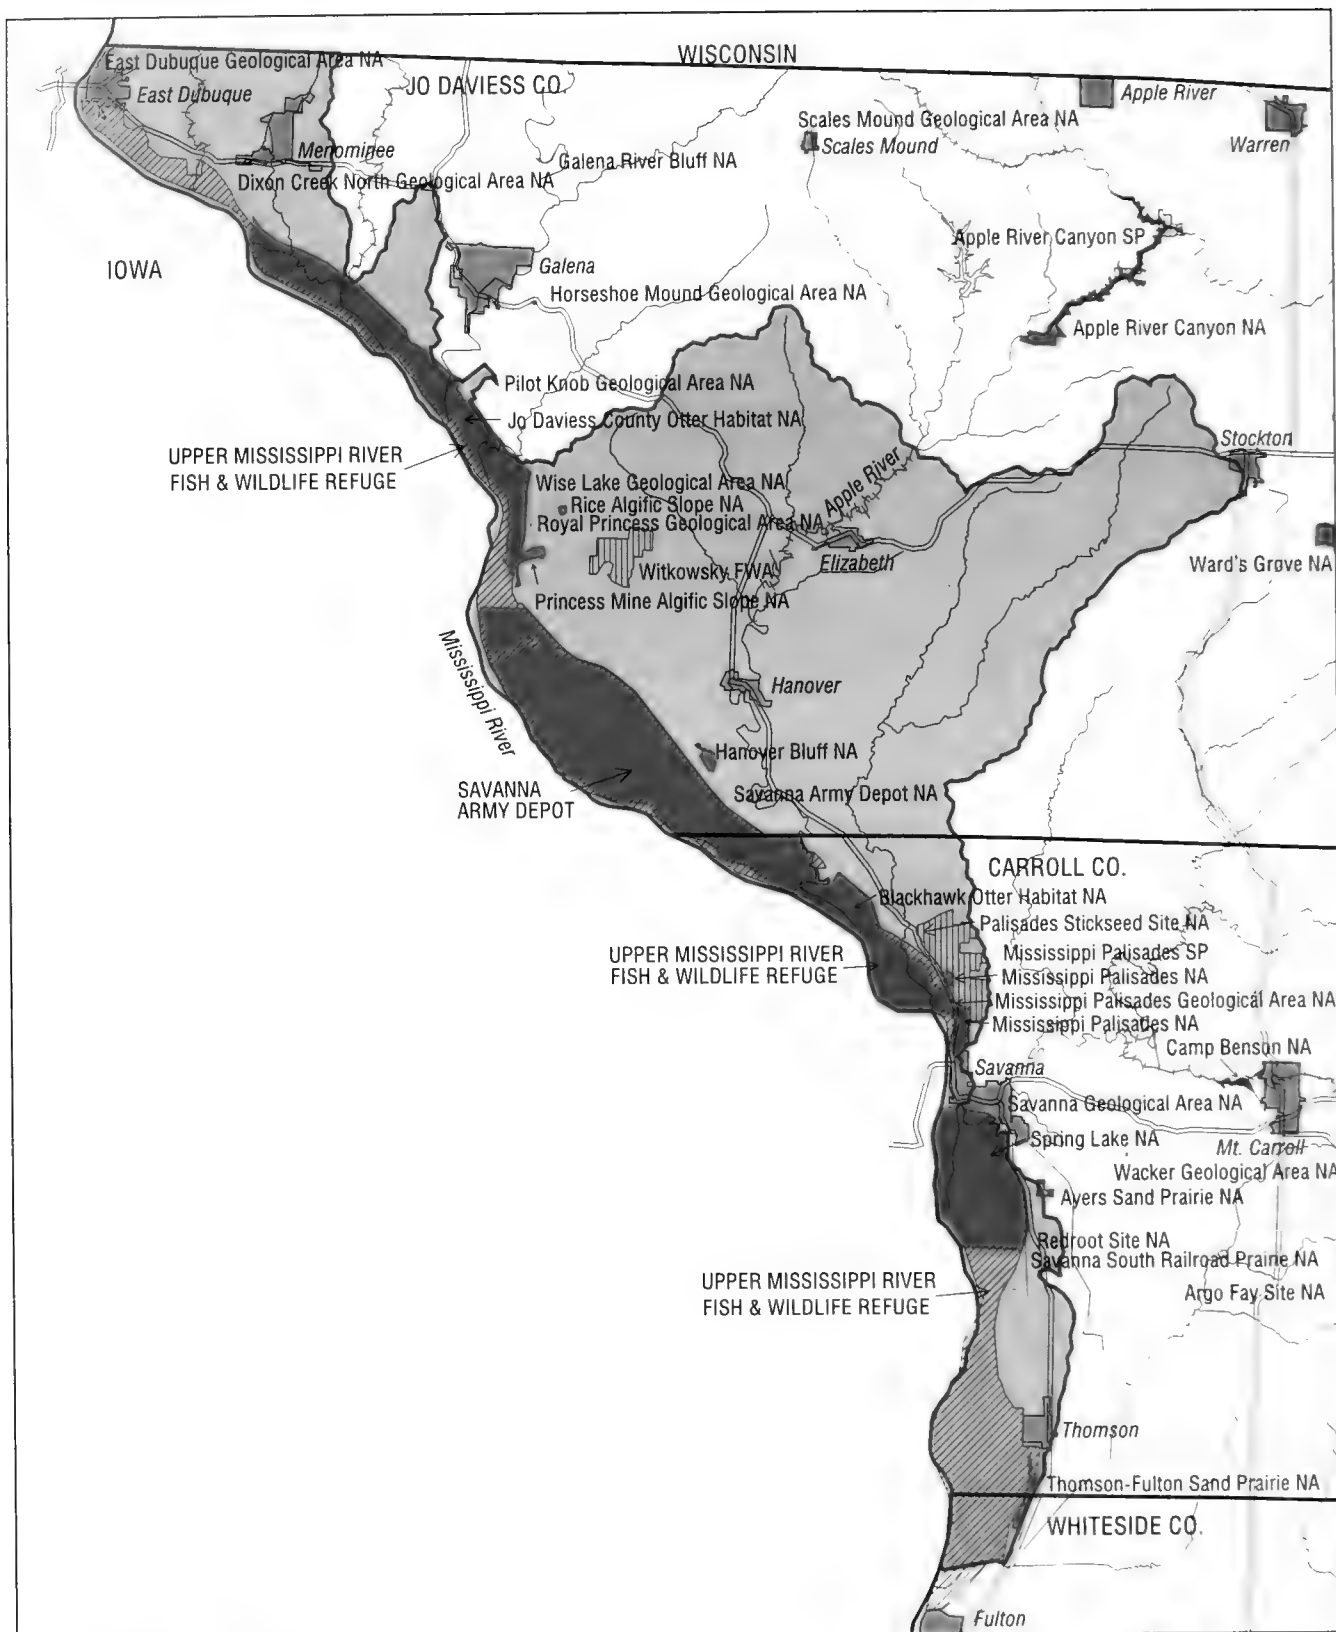 WISCONSIN
East Dubuque Geological Area NA
JO DAVIESS CO.
East Dubuque
Apple River
Scales Mound Geological Area NA
Scales Mound
Warren
Menominee
Galena River Bluff NA
Dixon Creek North Geological Area NA
Apple River Canyon SP
IOWA
Galena
Horseshoe Mound Geological Area NA
Apple River Canyon NA
Pilot Knob Geological Area NA
Jo Daviess County Otter Habitat NA
UPPER MISSISSIPPI RIVER
FISH & WILDLIFE REFUGE
Stockton
Wise Lake Geological Area NA
Apple River
Rice Algific Slope NA
Royal Princess Geological Area NA
Elizabeth
Ward's Grove NA
Witkowsky FWA
Princess Mine Algific Slope NA
Mississippi River
Hanover
Hanover Bluff NA
SAVANNA
ARMY DEPOT
Savanna Army Depot NA
CARROLL CO.
Blackhawk Otter Habitat NA
Palisades Stickseed Site NA
UPPER MISSISSIPPI RIVER
FISH & WILDLIFE REFUGE
Mississippi Palisades SP
Mississippi Palisades NA
Mississippi Palisades Geological Area NA
Mississippi Palisades NA
Camp Benson NA
Savanna
Savanna Geological Area NA
Spring Lake NA
Mt. Carroll
Wacker Geological Area NA
Ayers Sand Prairie NA
Redroot Site NA
Savanna South Railroad Prairie NA
UPPER MISSISSIPPI RIVER
FISH & WILDLIFE REFUGE
Argo Fay Site NA
Thomson
Thomson-Fulton Sand Prairie NA
WHITESIDE CO.
Fulton